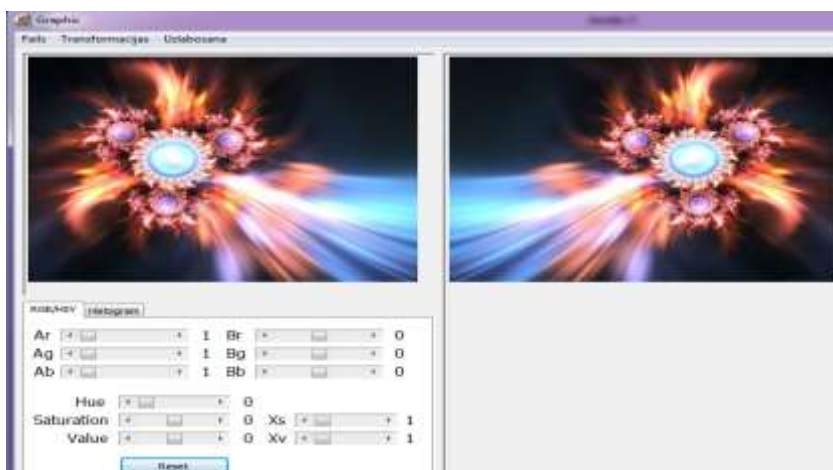 Graphix
Fails Transformacijas Uzlabosana
RGB/HSV Histogram
Ar 1 Br 0
Ag 1 Bg 0
Ab 1 Bb 0
Hue 0
Saturation 0 Xs 1
Value 0 Xv 1
Reset